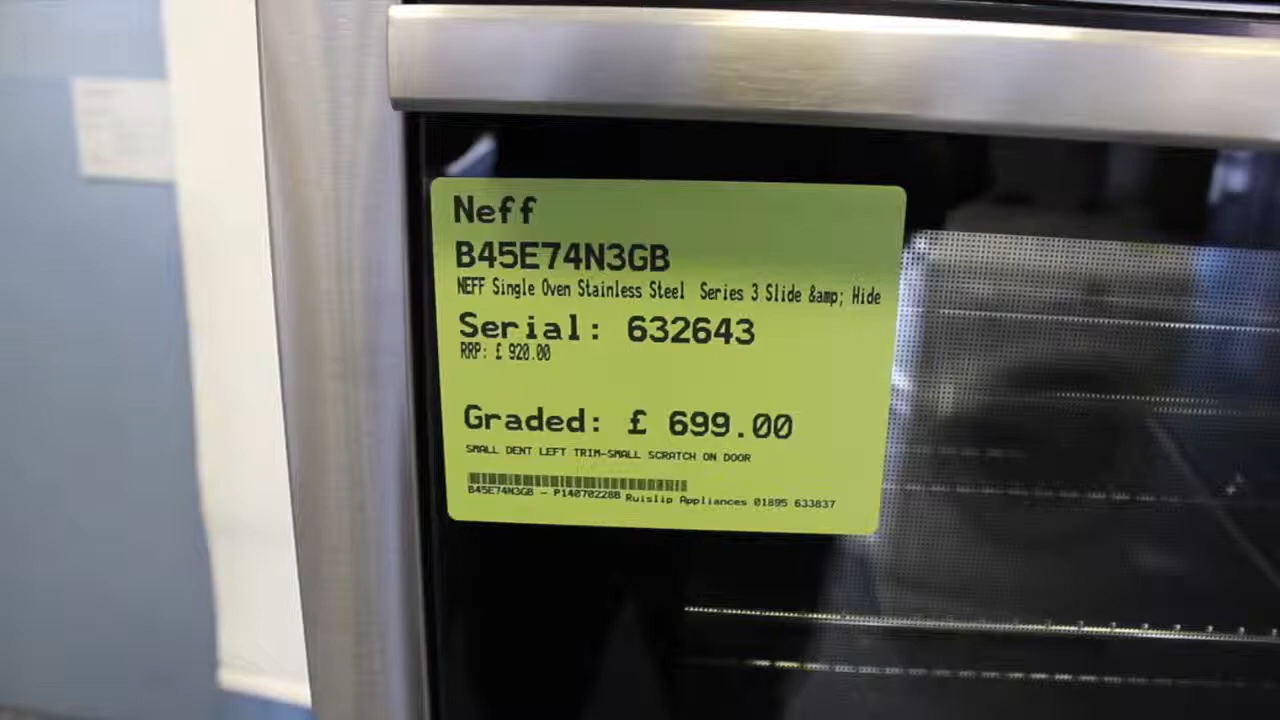 Neff
B45E74N3GB
NEFF Single Oven Stainless Steel Series 3 Slide &amp; Hide
Serial: 632643
RRP: £ 920.00
Graded: £ 699.00
SMALL DENT LEFT TRIM-SMALL SCRATCH ON DOOR
B45E74N3GB - P14070228B Ruislip Appliances 01895 633837